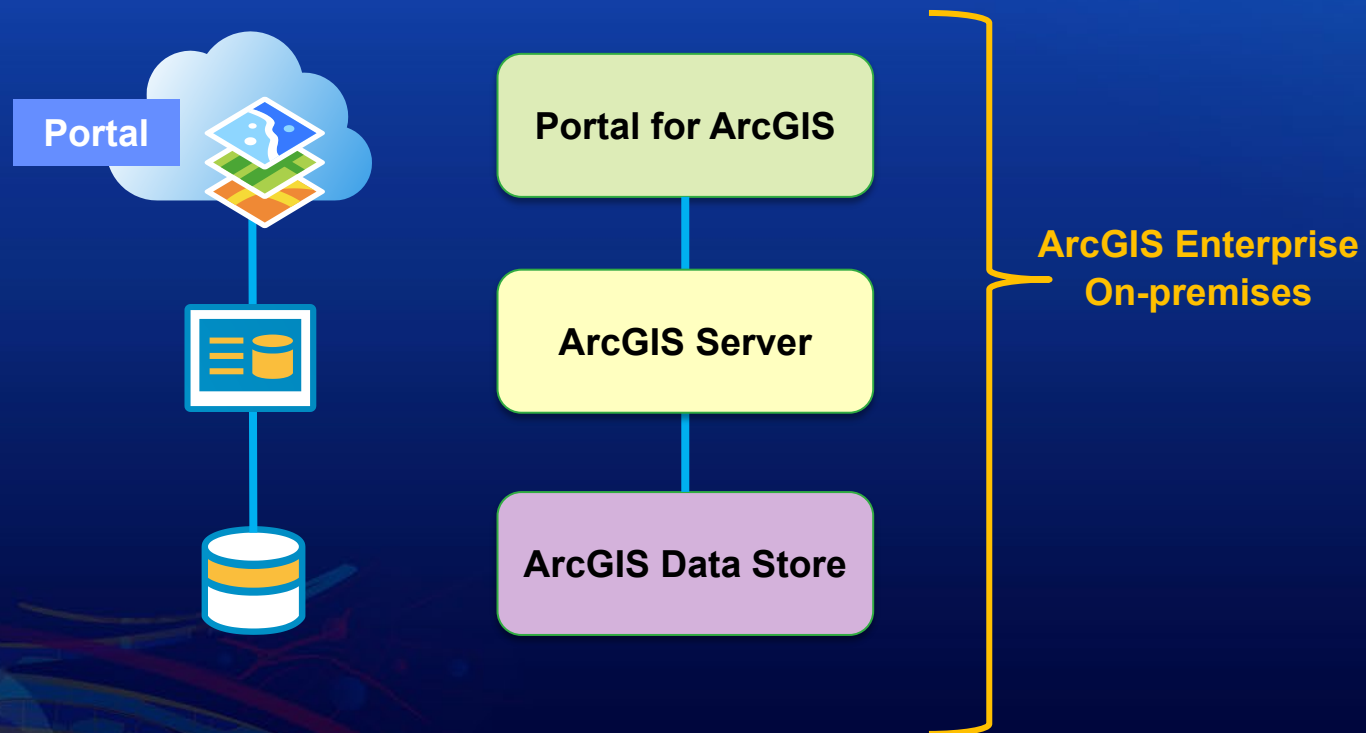 Portal
Portal for ArcGIS
ArcGIS Server
ArcGIS Data Store
ArcGIS Enterprise
On-premises